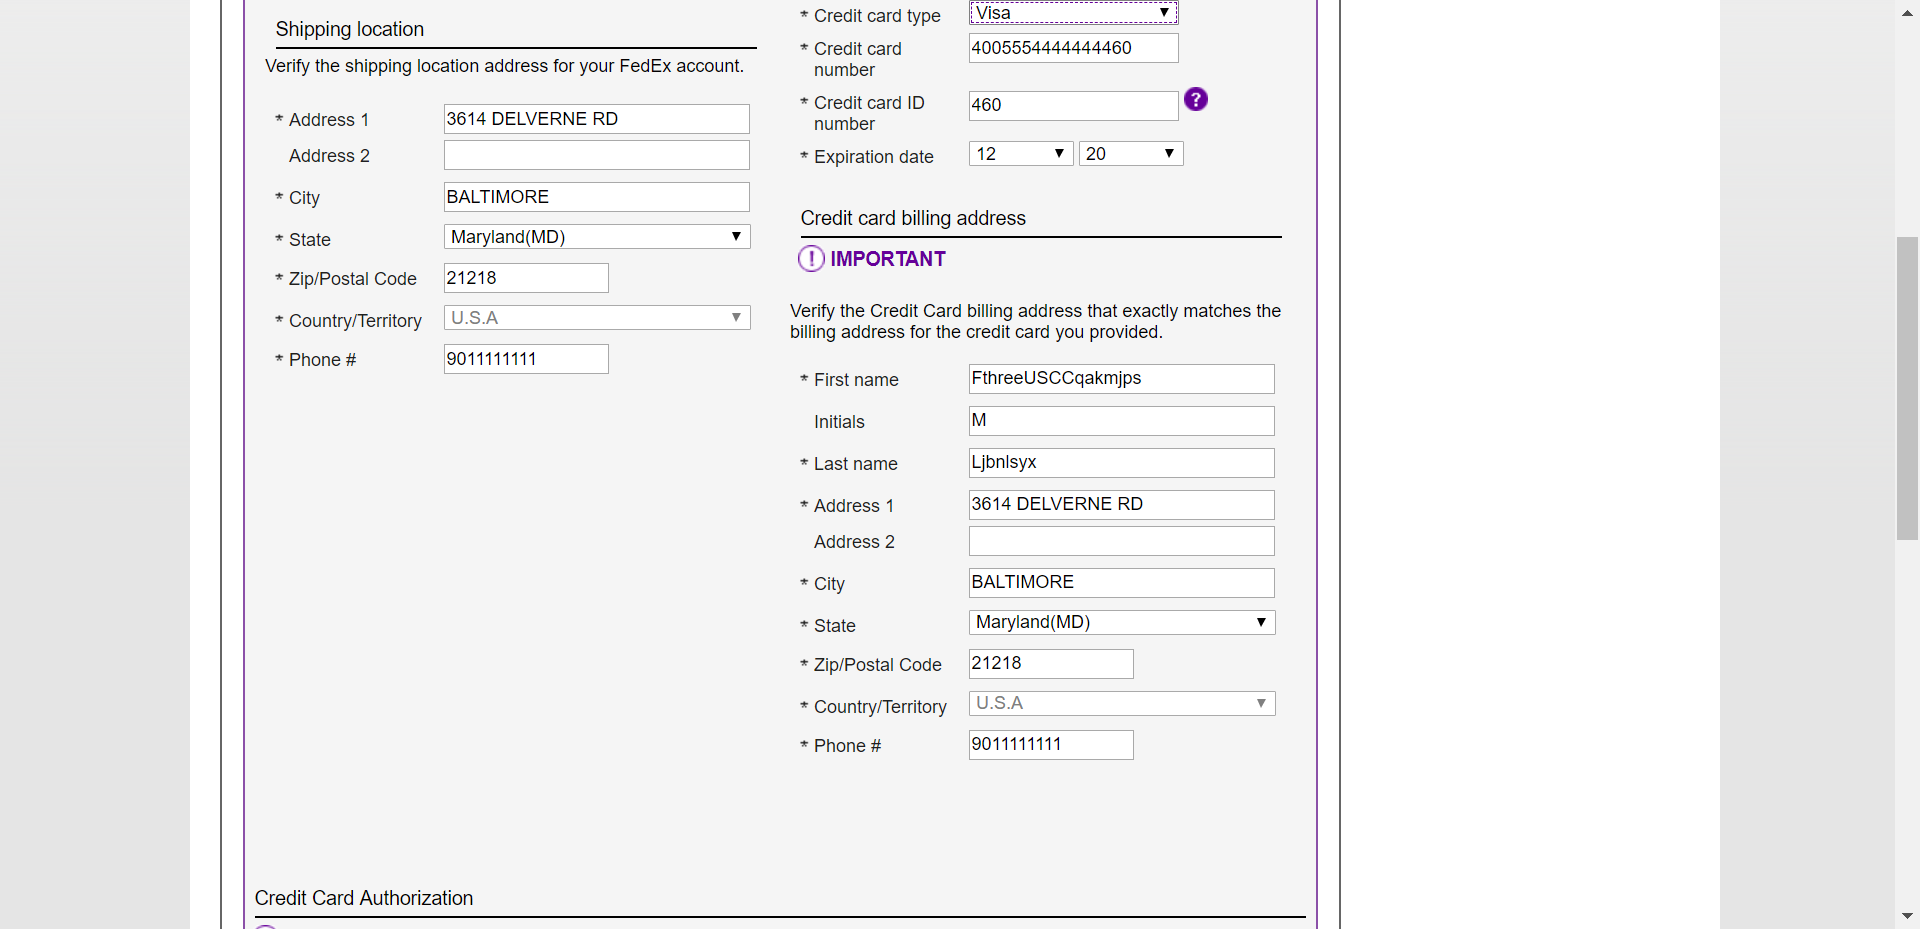 Shipping location
Verify the shipping location address for your FedEx account.
* Address 1 3614 DELVERNE RD
Address 2
* City BALTIMORE
* State Maryland(MD)
* Zip/Postal Code 21218
* Country/Territory U.S.A
* Phone # 9011111111
* Credit card type Visa
* Credit card number 4005554444444460
* Credit card ID number 460 ?
* Expiration date 12 20
Credit card billing address
! IMPORTANT
Verify the Credit Card billing address that exactly matches the
billing address for the credit card you provided.
* First name FthreeUSCCqakmjps
Initials M
* Last name Ljbnlsyx
* Address 1 3614 DELVERNE RD
Address 2
* City BALTIMORE
* State Maryland(MD)
* Zip/Postal Code 21218
* Country/Territory U.S.A
* Phone # 9011111111
Credit Card Authorization